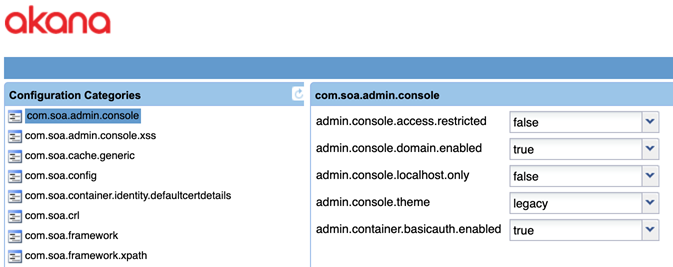 akana
Configuration Categories
com.soa.admin.console
com.soa.admin.console.xss
com.soa.cache.generic
com.soa.config
com.soa.container.identity.defaultcertdetails
com.soa.crl
com.soa.framework
com.soa.framework.xpath
com.soa.admin.console
admin.console.access.restricted false
admin.console.domain.enabled true
admin.console.localhost.only false
admin.console.theme legacy
admin.container.basicauth.enabled true